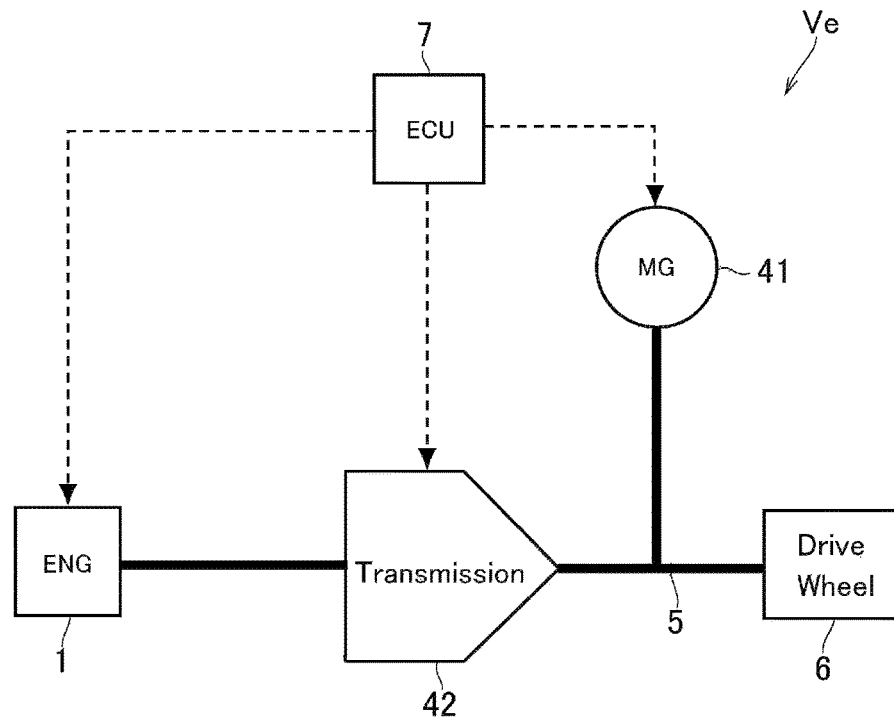 Ve
7
ECU
MG
41
ENG
Transmission
Drive
Wheel
5
1
42
6